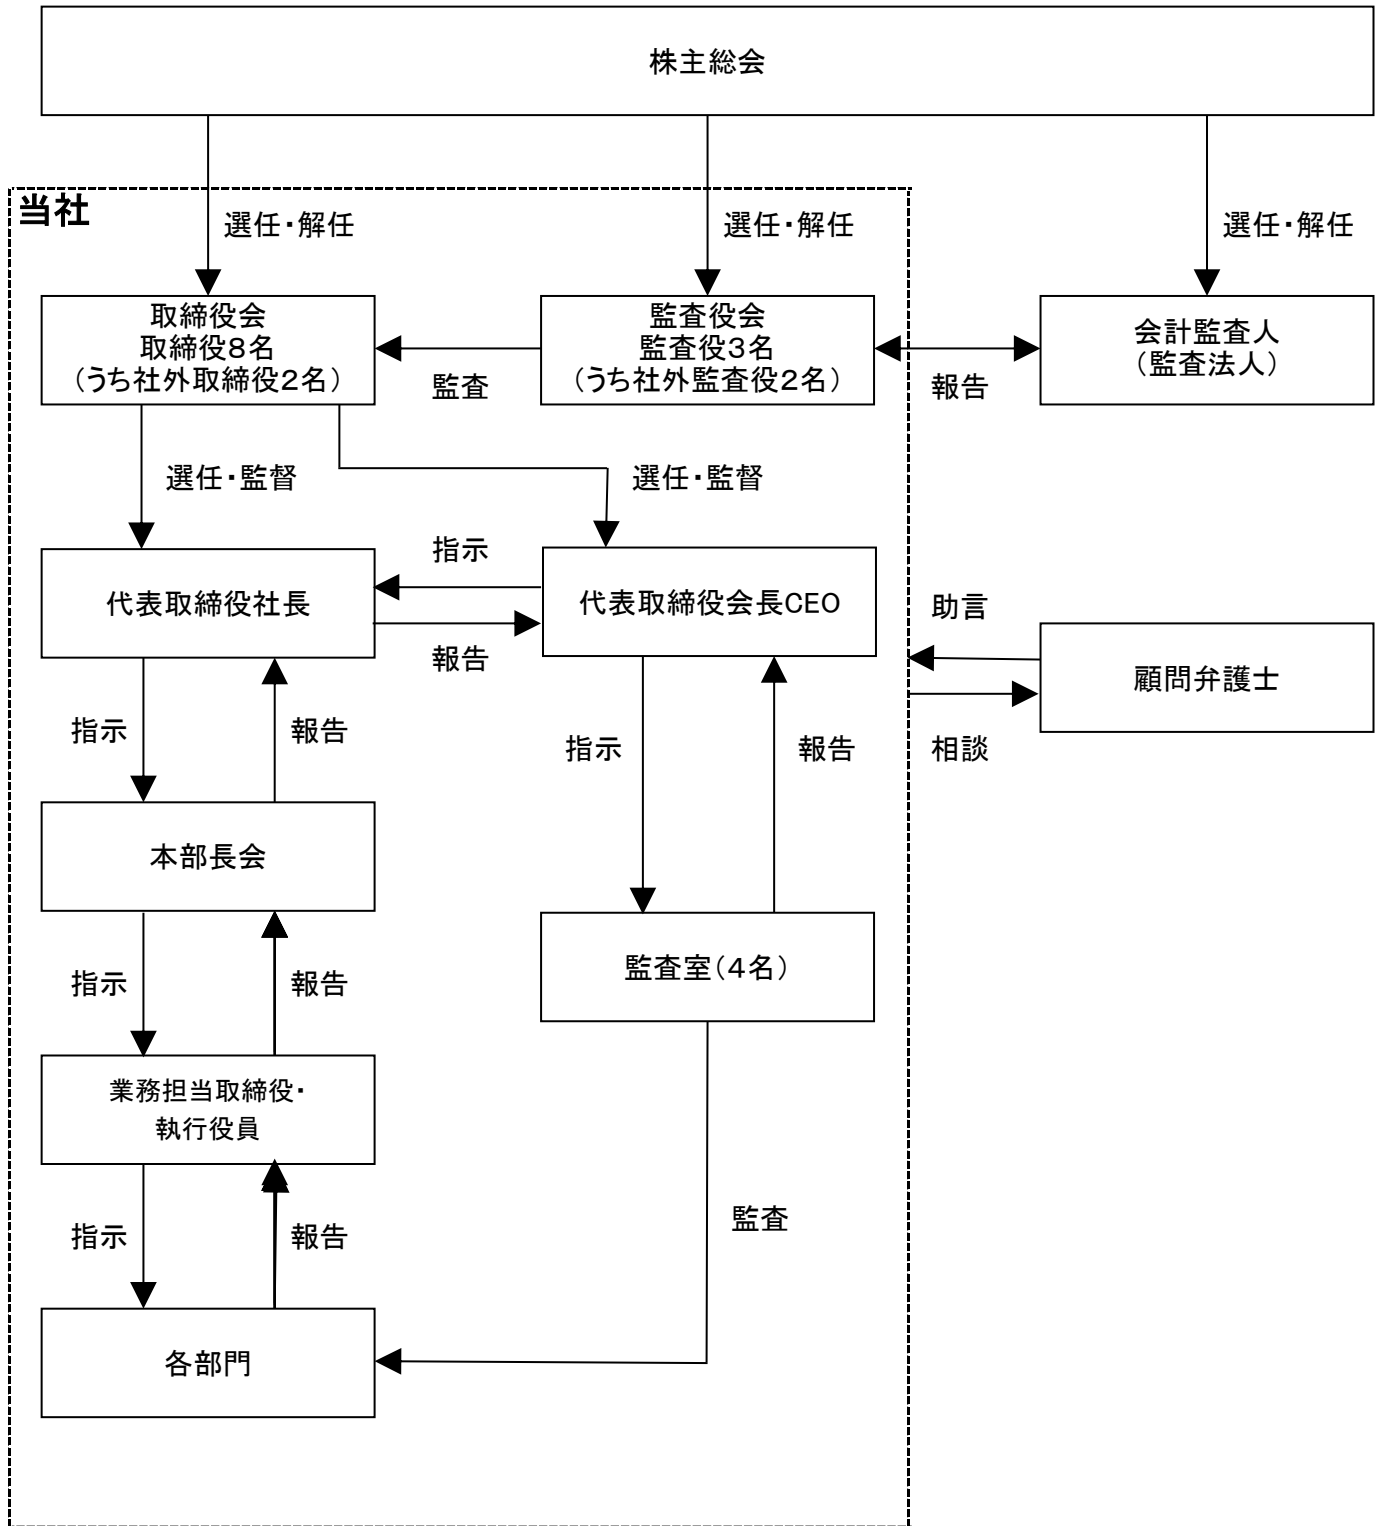 株主総会
当社
選任・解任
選任・解任
選任・解任
取締役会
取締役８名
（うち社外取締役２名）
監査
監査役会
監査役３名
（うち社外監査役２名）
報告
会計監査人
（監査法人）
選任・監督
選任・監督
代表取締役社長
指示
報告
代表取締役会長CEO
助言
相談
顧問弁護士
指示
報告
指示
報告
本部長会
監査室（４名）
指示
報告
業務担当取締役・
執行役員
指示
報告
監査
各部門